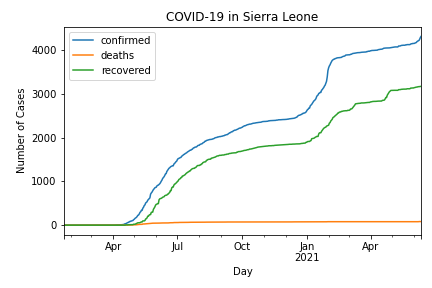 COVID-19 in Sierra Leone
confirmed
deaths
recovered
Number of Cases
4000
3000
2000
1000
0
Apr
Jul
Oct
Jan
2021
Apr
Day